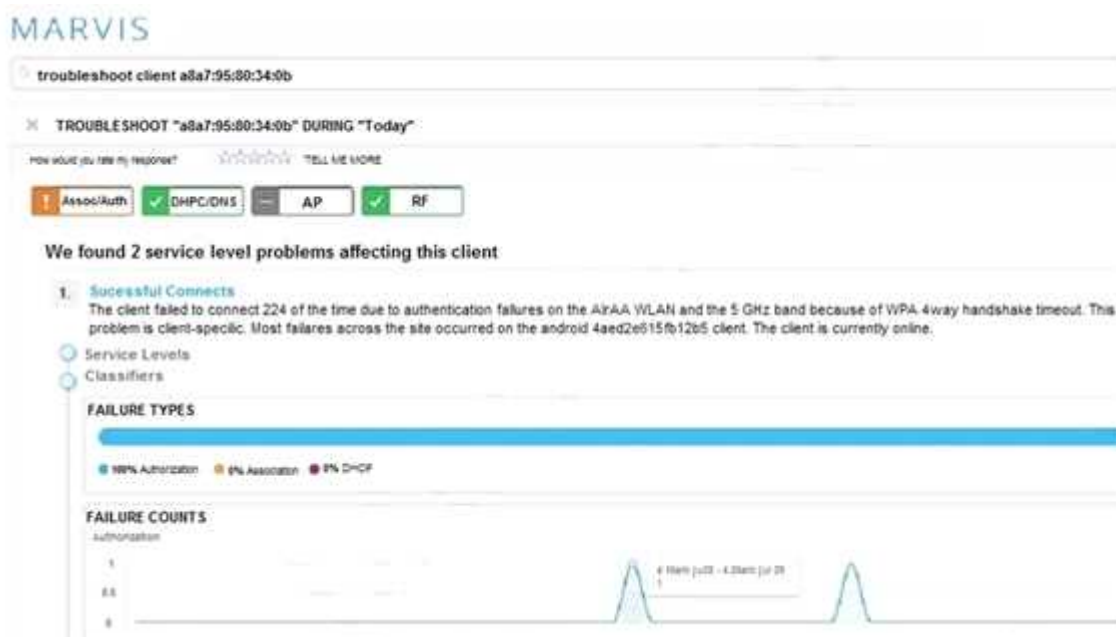 MARVIS
troubleshoot client a8a7:95:80:34:0b
TROUBLESHOOT "a8a7:95:80:34:0b" DURING "Today"
How would you rate my response? TELL ME MORE
Assoc/Auth DHPC/DNS AP RF
We found 2 service level problems affecting this client
1. Sucessful Connects
The client failed to connect 224 of the time due to authentication failures on the AirAA WLAN and the 5 GHz band because of WPA 4way handshake timeout. This
problem is client-specilic. Most failares across the site occurred on the android 4aed2e615fb12b5 client. The client is currently online.
Service Levels
Classifiers
FAILURE TYPES
100% Authorization 0% Association 0% DHCP
FAILURE COUNTS
Authorization
1
0.5
0
1